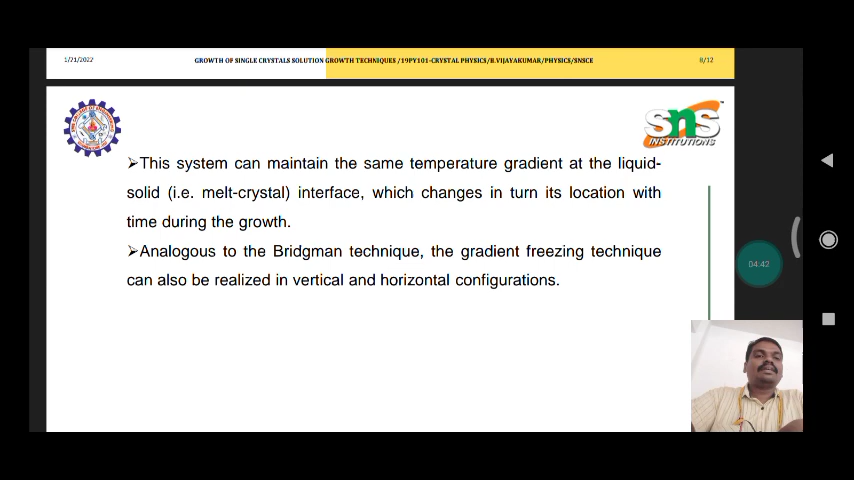 1/21/2022 GROWTH OF SINGLE CRYSTALS SOLUTION GROWTH TECHNIQUES /19PY101-CRYSTAL PHYSICS/B.VIJAYAKUMAR/PHYSICS/SNSCE 8/12
sns
INSTITUTIONS
➢This system can maintain the same temperature gradient at the liquid-
solid (i.e. melt-crystal) interface, which changes in turn its location with
time during the growth.
➢Analogous to the Bridgman technique, the gradient freezing technique
can also be realized in vertical and horizontal configurations.
04:42